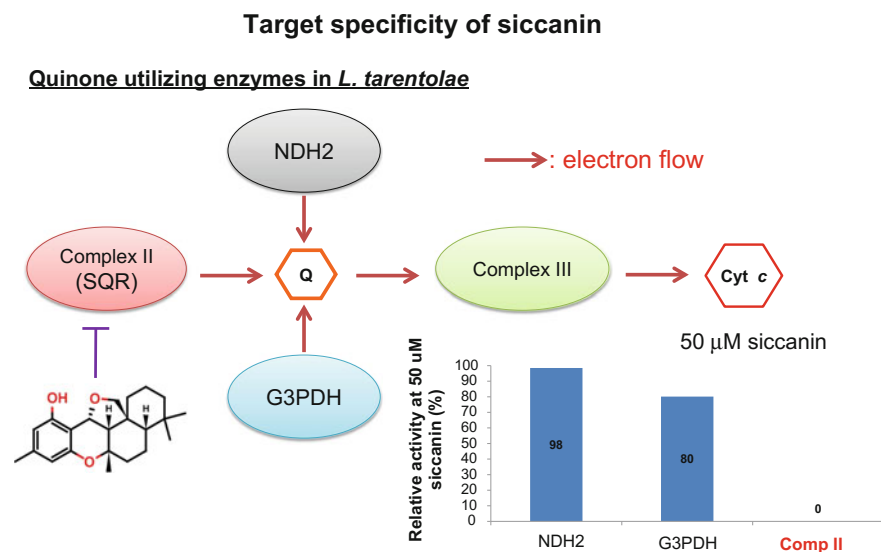 Target specificity of siccanin
Quinone utilizing enzymes in L. tarentolae
NDH2
: electron flow
Complex II
(SQR)
Q
Complex III
Cyt c
G3PDH
OH
O
H
H
O
H
50 μM siccanin
Relative activity at 50 uM
siccanin (%)
100
90
80
70
60
50
40
30
20
10
0
98
80
0
NDH2
G3PDH
Comp II